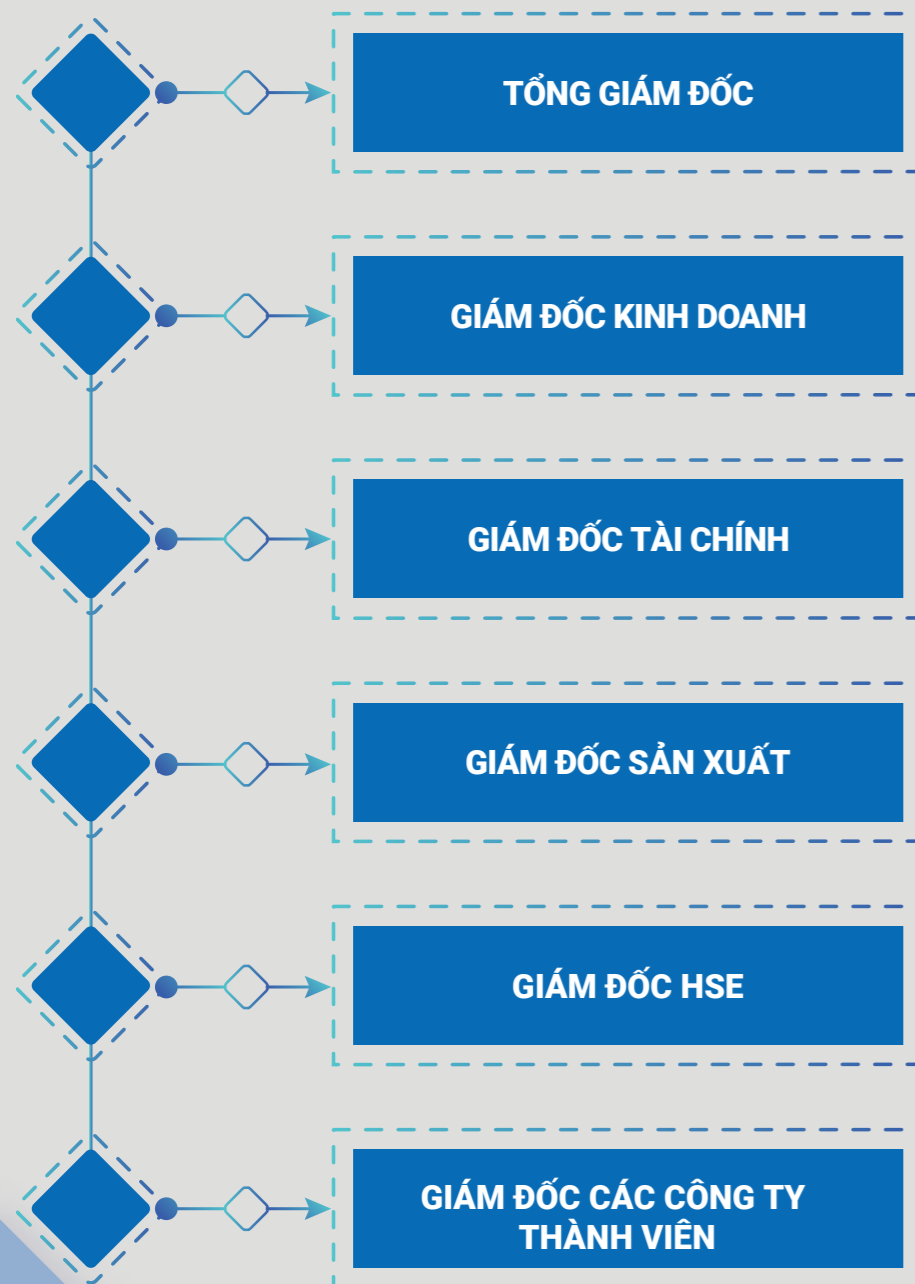 TỔNG GIÁM ĐỐC
GIÁM ĐỐC KINH DOANH
GIÁM ĐỐC TÀI CHÍNH
GIÁM ĐỐC SẢN XUẤT
GIÁM ĐỐC HSE
GIÁM ĐỐC CÁC CÔNG TY
THÀNH VIÊN